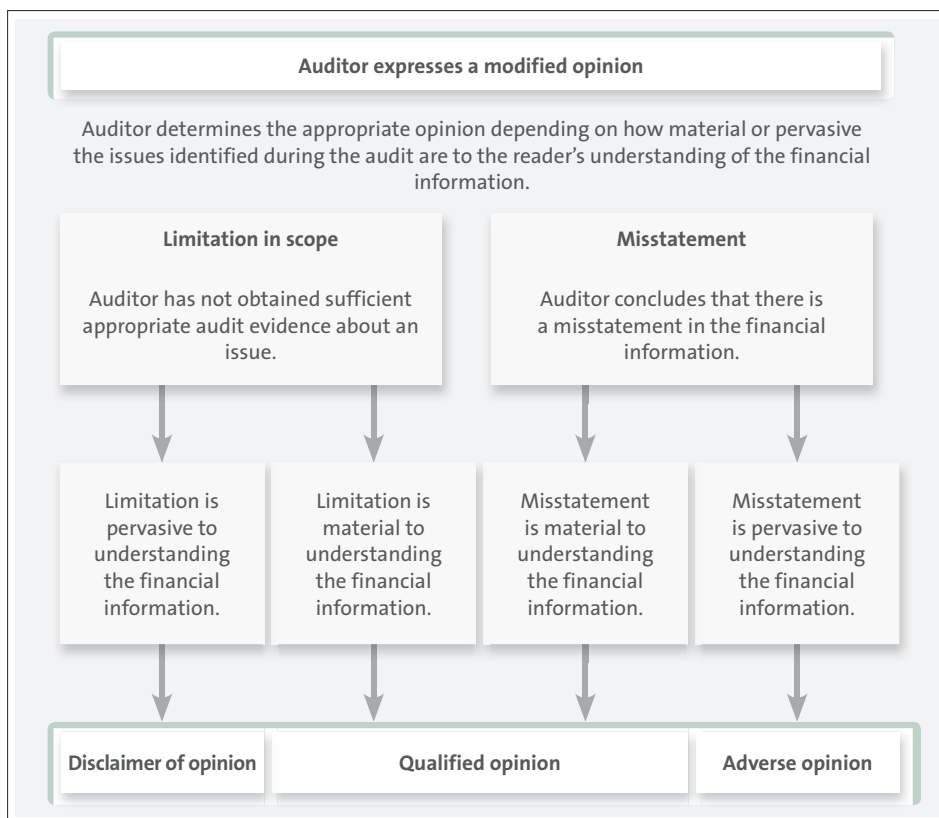 Auditor expresses a modified opinion
Auditor determines the appropriate opinion depending on how material or pervasive
the issues identified during the audit are to the reader’s understanding of the financial
information.
Limitation in scope
Auditor has not obtained sufficient
appropriate audit evidence about an
issue.
Misstatement
Auditor concludes that there is
a misstatement in the financial
information.
Limitation is
pervasive to
understanding
the financial
information.
Limitation is
material to
understanding
the financial
information.
Misstatement
is material to
understanding
the financial
information.
Misstatement
is pervasive to
understanding
the financial
information.
Disclaimer of opinion
Qualified opinion
Adverse opinion